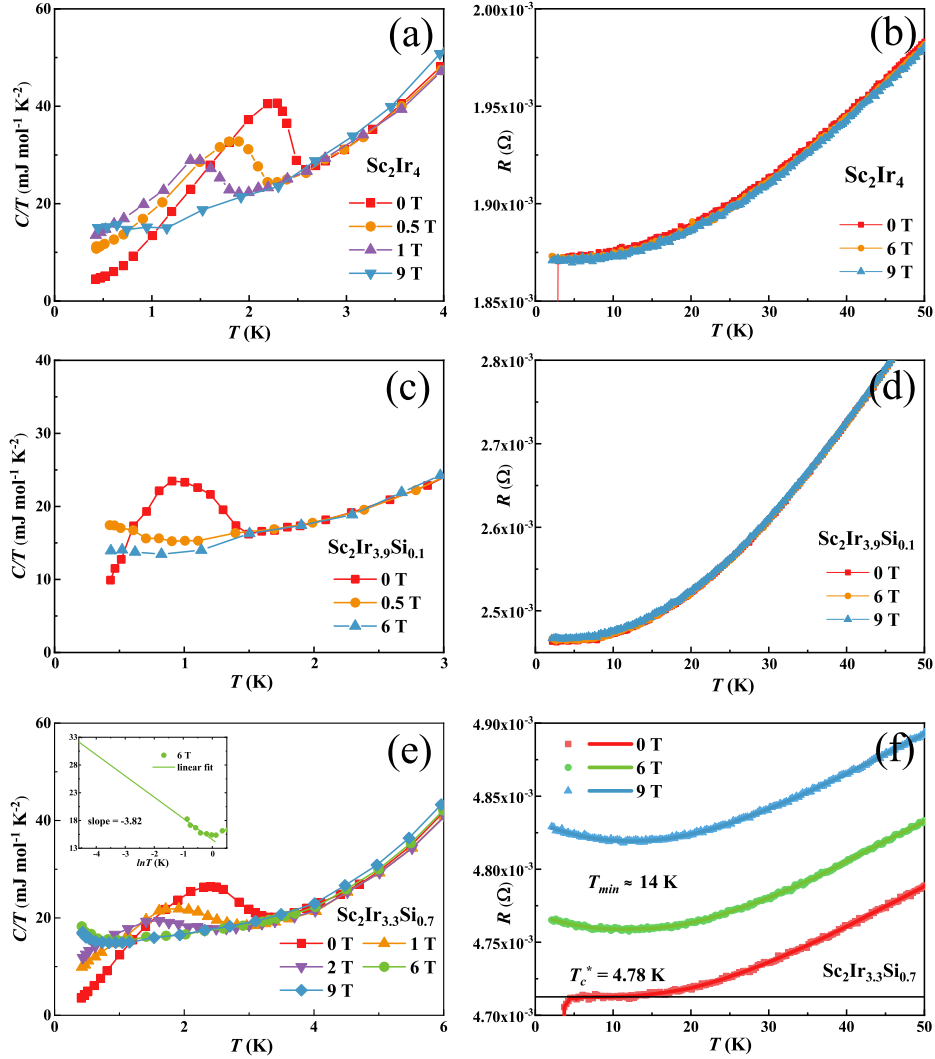 (a)
C/T (mJ mol⁻¹ K⁻²)
60
40
20
0
Sc₂Ir₄
0 T
0.5 T
1 T
9 T
0 1 2 3 4
T (K)
(b)
R (Ω)
2.00x10⁻³
1.95x10⁻³
1.90x10⁻³
1.85x10⁻³
Sc₂Ir₄
0 T
6 T
9 T
0 10 20 30 40 50
T (K)
(c)
C/T (mJ mol⁻¹ K⁻²)
40
30
20
10
0
Sc₂Ir₃.₉Si₀.₁
0 T
0.5 T
6 T
0 1 2 3
T (K)
(d)
R (Ω)
2.8x10⁻³
2.7x10⁻³
2.6x10⁻³
2.5x10⁻³
Sc₂Ir₃.₉Si₀.₁
0 T
6 T
9 T
0 10 20 30 40 50
T (K)
(e)
C/T (mJ mol⁻¹ K⁻²)
60
40
20
0
33
28
23
18
13
6 T
linear fit
slope = -3.82
-4 -3 -2 -1 0
lnT (K)
Sc₂Ir₃.₃Si₀.₇
0 T 1 T
2 T 6 T
9 T
0 2 4 6
T (K)
(f)
R (Ω)
4.90x10⁻³
4.85x10⁻³
4.80x10⁻³
4.75x10⁻³
4.70x10⁻³
0 T
6 T
9 T
Tmin ≈ 14 K
Tc* = 4.78 K
Sc₂Ir₃.₃Si₀.₇
0 10 20 30 40 50
T (K)